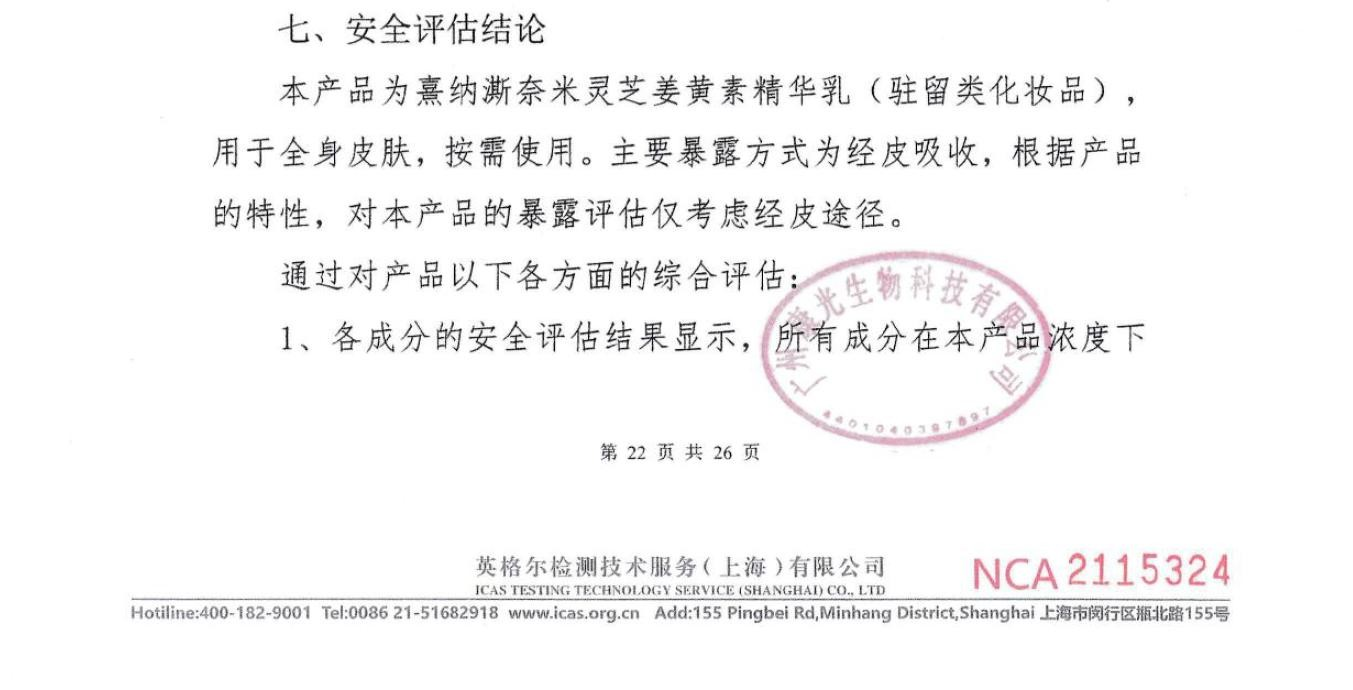 七、安全评估结论
本产品为熹纳澌奈米灵芝姜黄素精华乳（驻留类化妆品），
用于全身皮肤，按需使用。主要暴露方式为经皮吸收，根据产品
的特性，对本产品的暴露评估仅考虑经皮途径。
通过对产品以下各方面的综合评估：
1、各成分的安全评估结果显示，所有成分在本产品浓度下
广州 光生物科技有限公司
4401040397897
第 22 页 共 26 页
英格尔检测技术服务（上海）有限公司
ICAS TESTING TECHNOLOGY SERVICE (SHANGHAI) CO., LTD
NCA 2115324
Hotiline:400-182-9001 Tel:0086 21-51682918 www.icas.org.cn Add:155 Pingbei Rd,Minhang District,Shanghai 上海市闵行区瓶北路155号